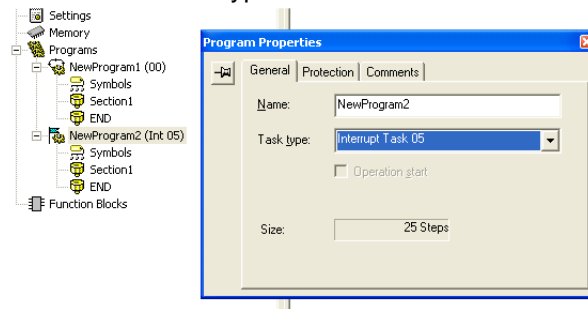 Settings
Memory
Programs
NewProgram1 (00)
Symbols
Section1
END
NewProgram2 (Int 05)
Symbols
Section1
END
Function Blocks
Program Properties
General Protection Comments
Name: NewProgram2
Task type: Interrupt Task 05
Operation start
Size: 25 Steps